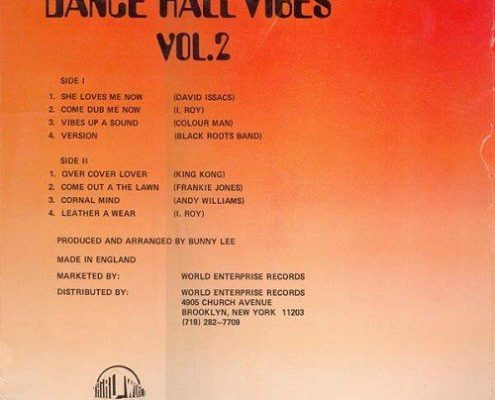 DANCE HALL VIBES
VOL.2
SIDE I
1. SHE LOVES ME NOW (DAVID ISSACS)
2. COME DUB ME NOW (I. ROY)
3. VIBES UP A SOUND (COLOUR MAN)
4. VERSION (BLACK ROOTS BAND)
SIDE II
1. OVER COVER LOVER (KING KONG)
2. COME OUT A THE LAWN (FRANKIE JONES)
3. CORNAL MIND (ANDY WILLIAMS)
4. LEATHER A WEAR (I. ROY)
PRODUCED AND ARRANGED BY BUNNY LEE
MADE IN ENGLAND
MARKETED BY: WORLD ENTERPRISE RECORDS
DISTRIBUTED BY: WORLD ENTERPRISE RECORDS
4905 CHURCH AVENUE
BROOKLYN, NEW YORK 11203
(718) 282–7709